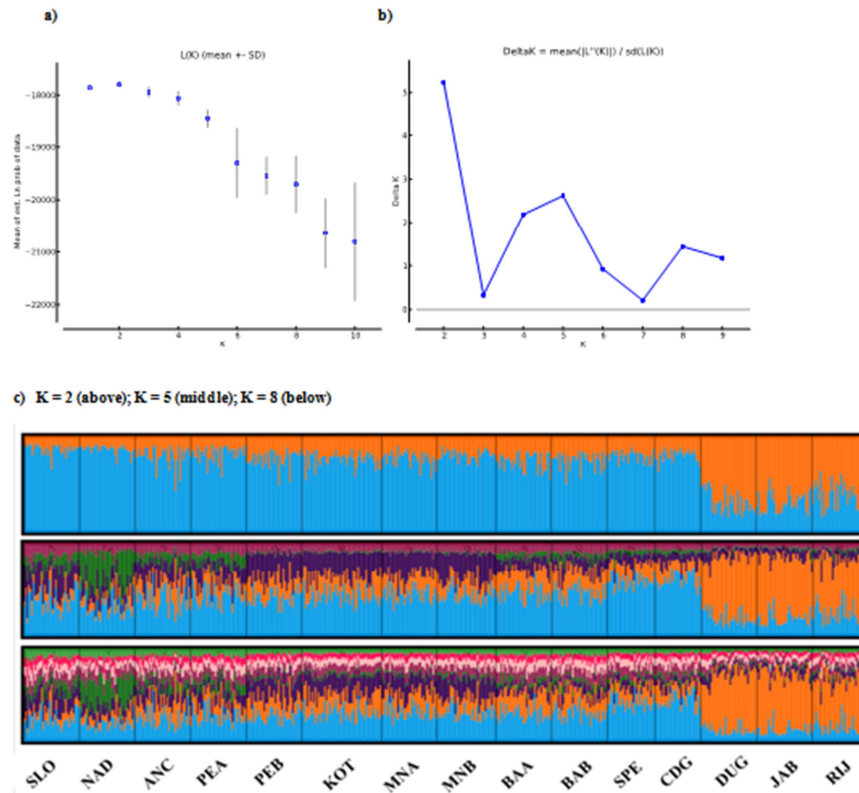 a)
b)
L(K) (mean +- SD)
DeltaK = mean(|L"(K)|) / sd(L(K))
Mean of est. Ln prob of data
−18000
−19000
−20000
−21000
−22000
2
4
6
8
10
K
Delta K
5
4
3
2
1
0
2
3
4
5
6
7
8
9
K
c) K = 2 (above); K = 5 (middle); K = 8 (below)
SLO NAD ANC PEA PEB KOT MNA MNB BAA BAB SPE CDG DUG JAB RIJ